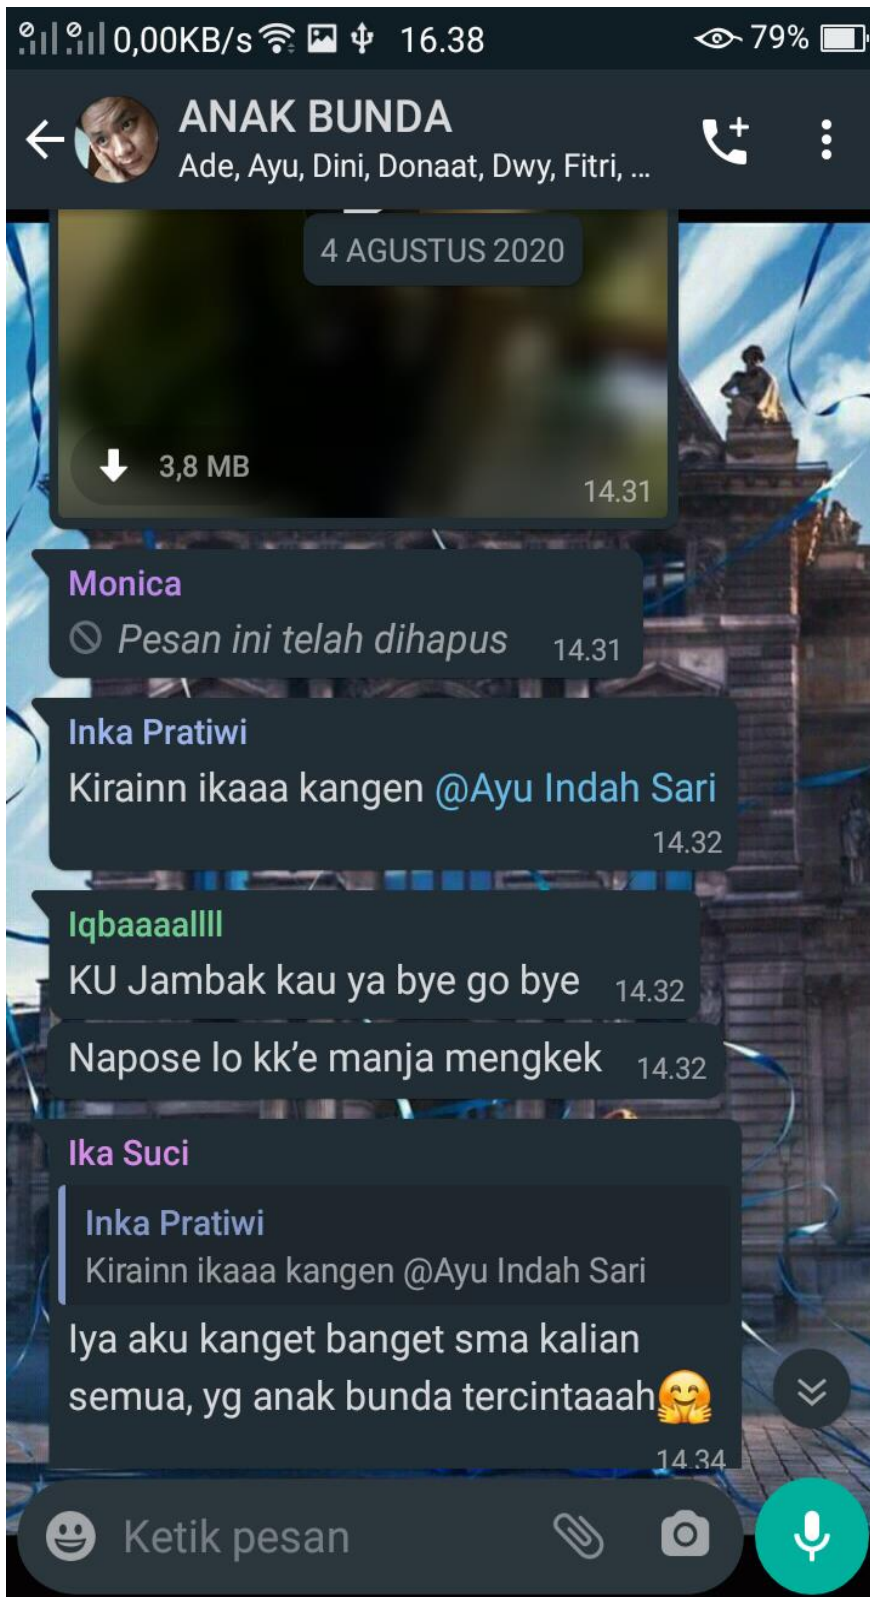 0,00KB/s 16.38 79%
ANAK BUNDA
Ade, Ayu, Dini, Donaat, Dwy, Fitri, ...
4 AGUSTUS 2020
3,8 MB
14.31
Monica
Pesan ini telah dihapus 14.31
Inka Pratiwi
Kirainn ikaaa kangen @Ayu Indah Sari
14.32
Iqbaaaallll
KU Jambak kau ya bye go bye 14.32
Napose lo kk'e manja mengkek 14.32
Ika Suci
Inka Pratiwi
Kirainn ikaaa kangen @Ayu Indah Sari
Iya aku kanget banget sma kalian
semua, yg anak bunda tercintaaah🤗
14.34
Ketik pesan